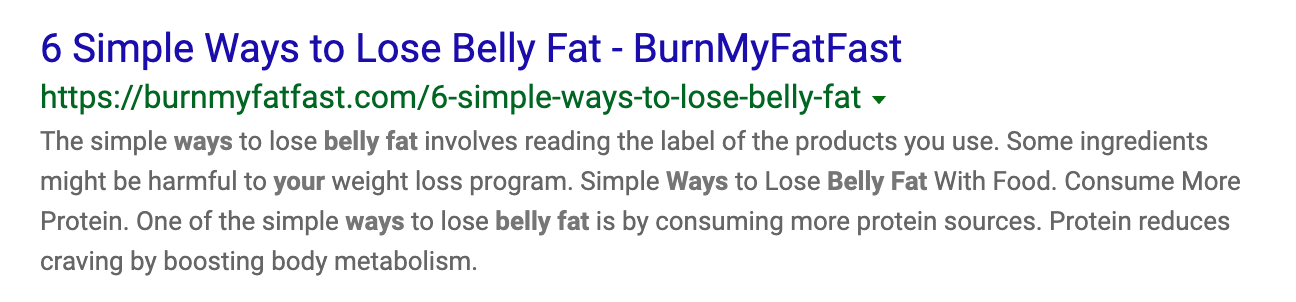 6 Simple Ways to Lose Belly Fat - BurnMyFatFast
https://burnmyfatfast.com/6-simple-ways-to-lose-belly-fat
The simple ways to lose belly fat involves reading the label of the products you use. Some ingredients
might be harmful to your weight loss program. Simple Ways to Lose Belly Fat With Food. Consume More
Protein. One of the simple ways to lose belly fat is by consuming more protein sources. Protein reduces
craving by boosting body metabolism.